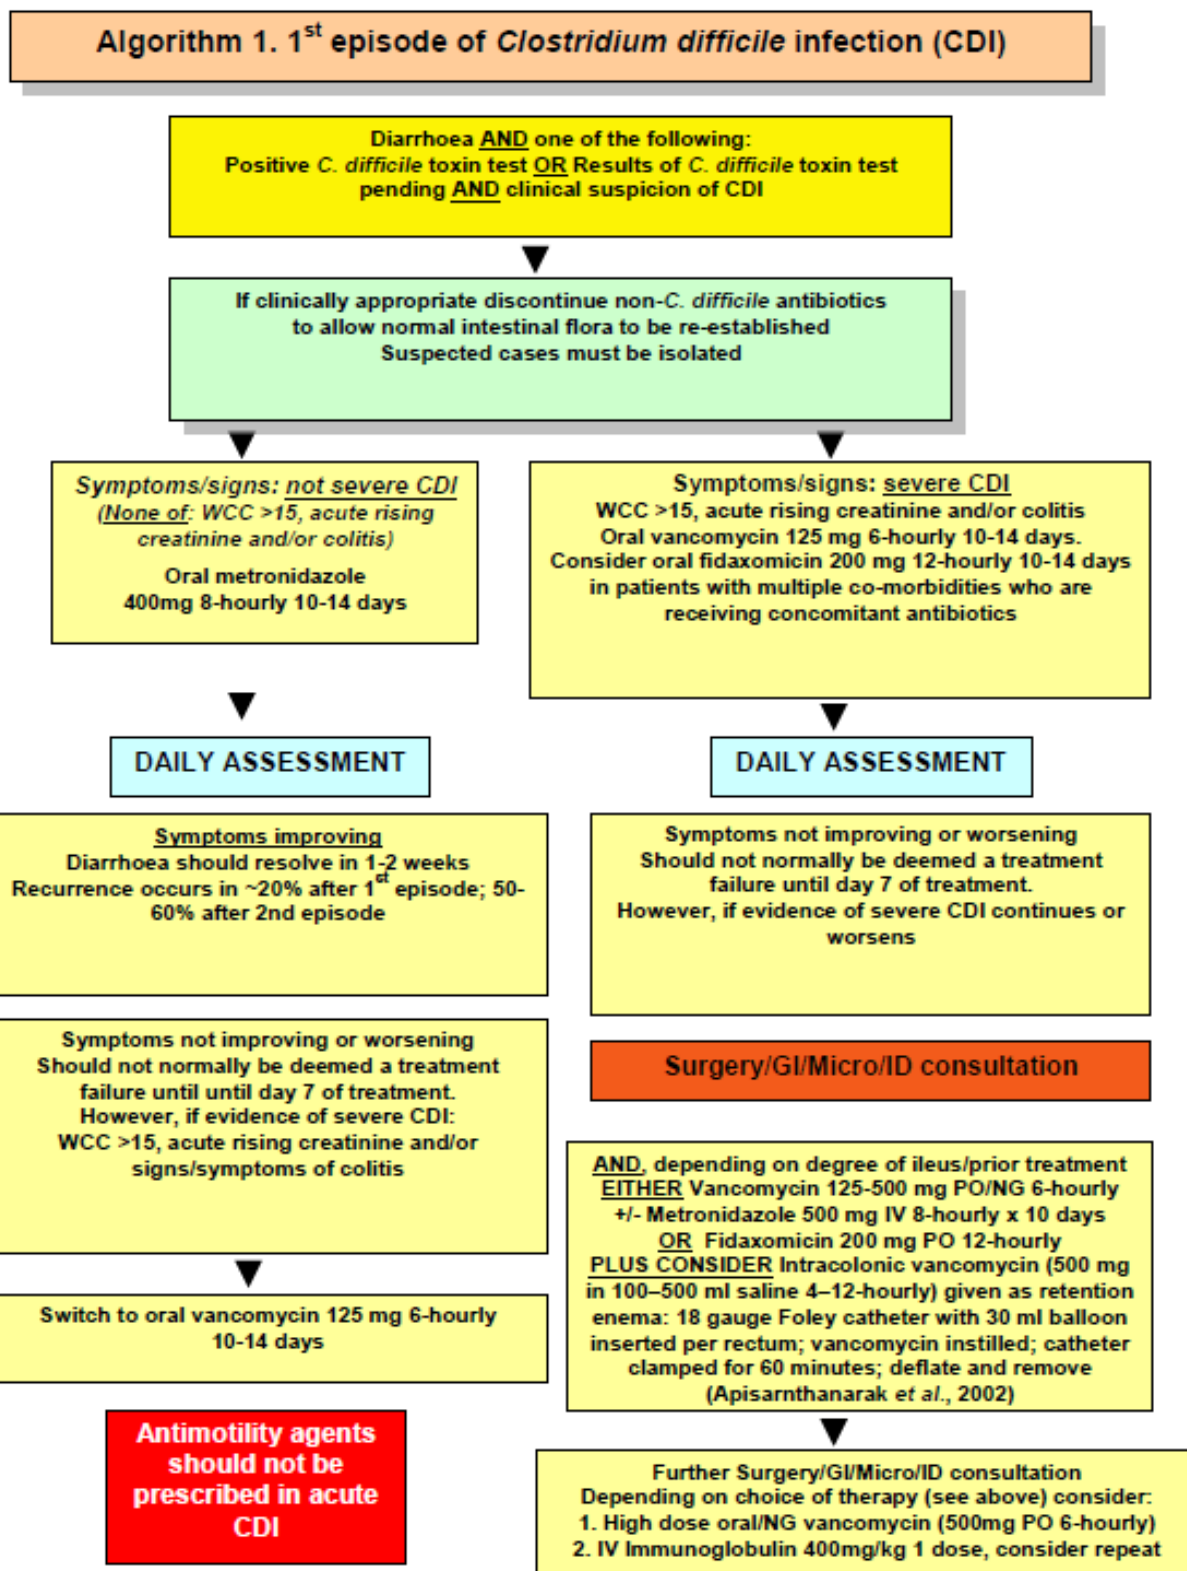 Algorithm 1. 1st episode of Clostridium difficile infection (CDI)
Diarrhoea AND one of the following:
Positive C. difficile toxin test OR Results of C. difficile toxin test
pending AND clinical suspicion of CDI
If clinically appropriate discontinue non-C. difficile antibiotics
to allow normal intestinal flora to be re-established
Suspected cases must be isolated
Symptoms/signs: not severe CDI
(None of: WCC >15, acute rising
creatinine and/or colitis)
Oral metronidazole
400mg 8-hourly 10-14 days
Symptoms/signs: severe CDI
WCC >15, acute rising creatinine and/or colitis
Oral vancomycin 125 mg 6-hourly 10-14 days.
Consider oral fidaxomicin 200 mg 12-hourly 10-14 days
in patients with multiple co-morbidities who are
receiving concomitant antibiotics
DAILY ASSESSMENT
DAILY ASSESSMENT
Symptoms improving
Diarrhoea should resolve in 1-2 weeks
Recurrence occurs in ~20% after 1st episode; 50-
60% after 2nd episode
Symptoms not improving or worsening
Should not normally be deemed a treatment
failure until day 7 of treatment.
However, if evidence of severe CDI continues or
worsens
Symptoms not improving or worsening
Should not normally be deemed a treatment
failure until until day 7 of treatment.
However, if evidence of severe CDI:
WCC >15, acute rising creatinine and/or
signs/symptoms of colitis
Surgery/GI/Micro/ID consultation
AND, depending on degree of ileus/prior treatment
EITHER Vancomycin 125-500 mg PO/NG 6-hourly
+/- Metronidazole 500 mg IV 8-hourly x 10 days
OR Fidaxomicin 200 mg PO 12-hourly
PLUS CONSIDER Intracolonic vancomycin (500 mg
in 100–500 ml saline 4–12-hourly) given as retention
enema: 18 gauge Foley catheter with 30 ml balloon
inserted per rectum; vancomycin instilled; catheter
clamped for 60 minutes; deflate and remove
(Apisarnthanarak et al., 2002)
Switch to oral vancomycin 125 mg 6-hourly
10-14 days
Antimotility agents
should not be
prescribed in acute
CDI
Further Surgery/GI/Micro/ID consultation
Depending on choice of therapy (see above) consider:
1. High dose oral/NG vancomycin (500mg PO 6-hourly)
2. IV Immunoglobulin 400mg/kg 1 dose, consider repeat